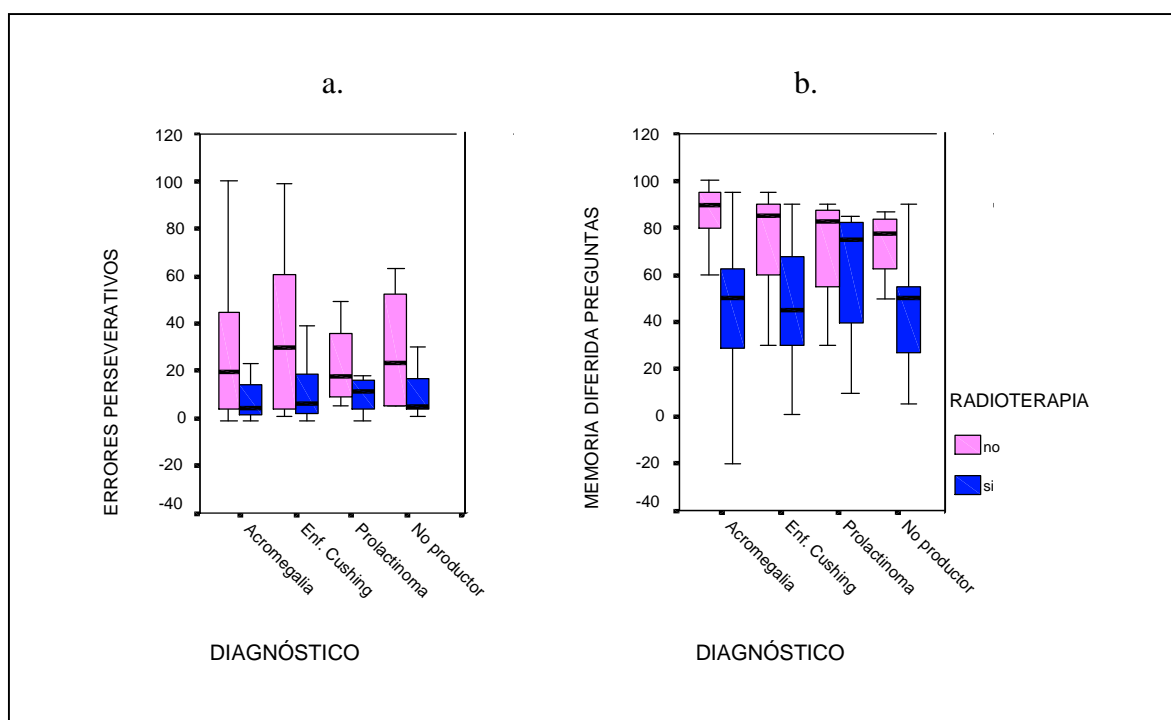 a.
120
100
80
60
40
20
0
-20
-40
ERRORES PERSEVERATIVOS
Acromegalia
Enf. Cushing
Prolactinoma
No productor
DIAGNÓSTICO
b.
120
100
80
60
40
20
0
-20
-40
MEMORIA DIFERIDA PREGUNTAS
Acromegalia
Enf. Cushing
Prolactinoma
No productor
DIAGNÓSTICO
RADIOTERAPIA
no
si